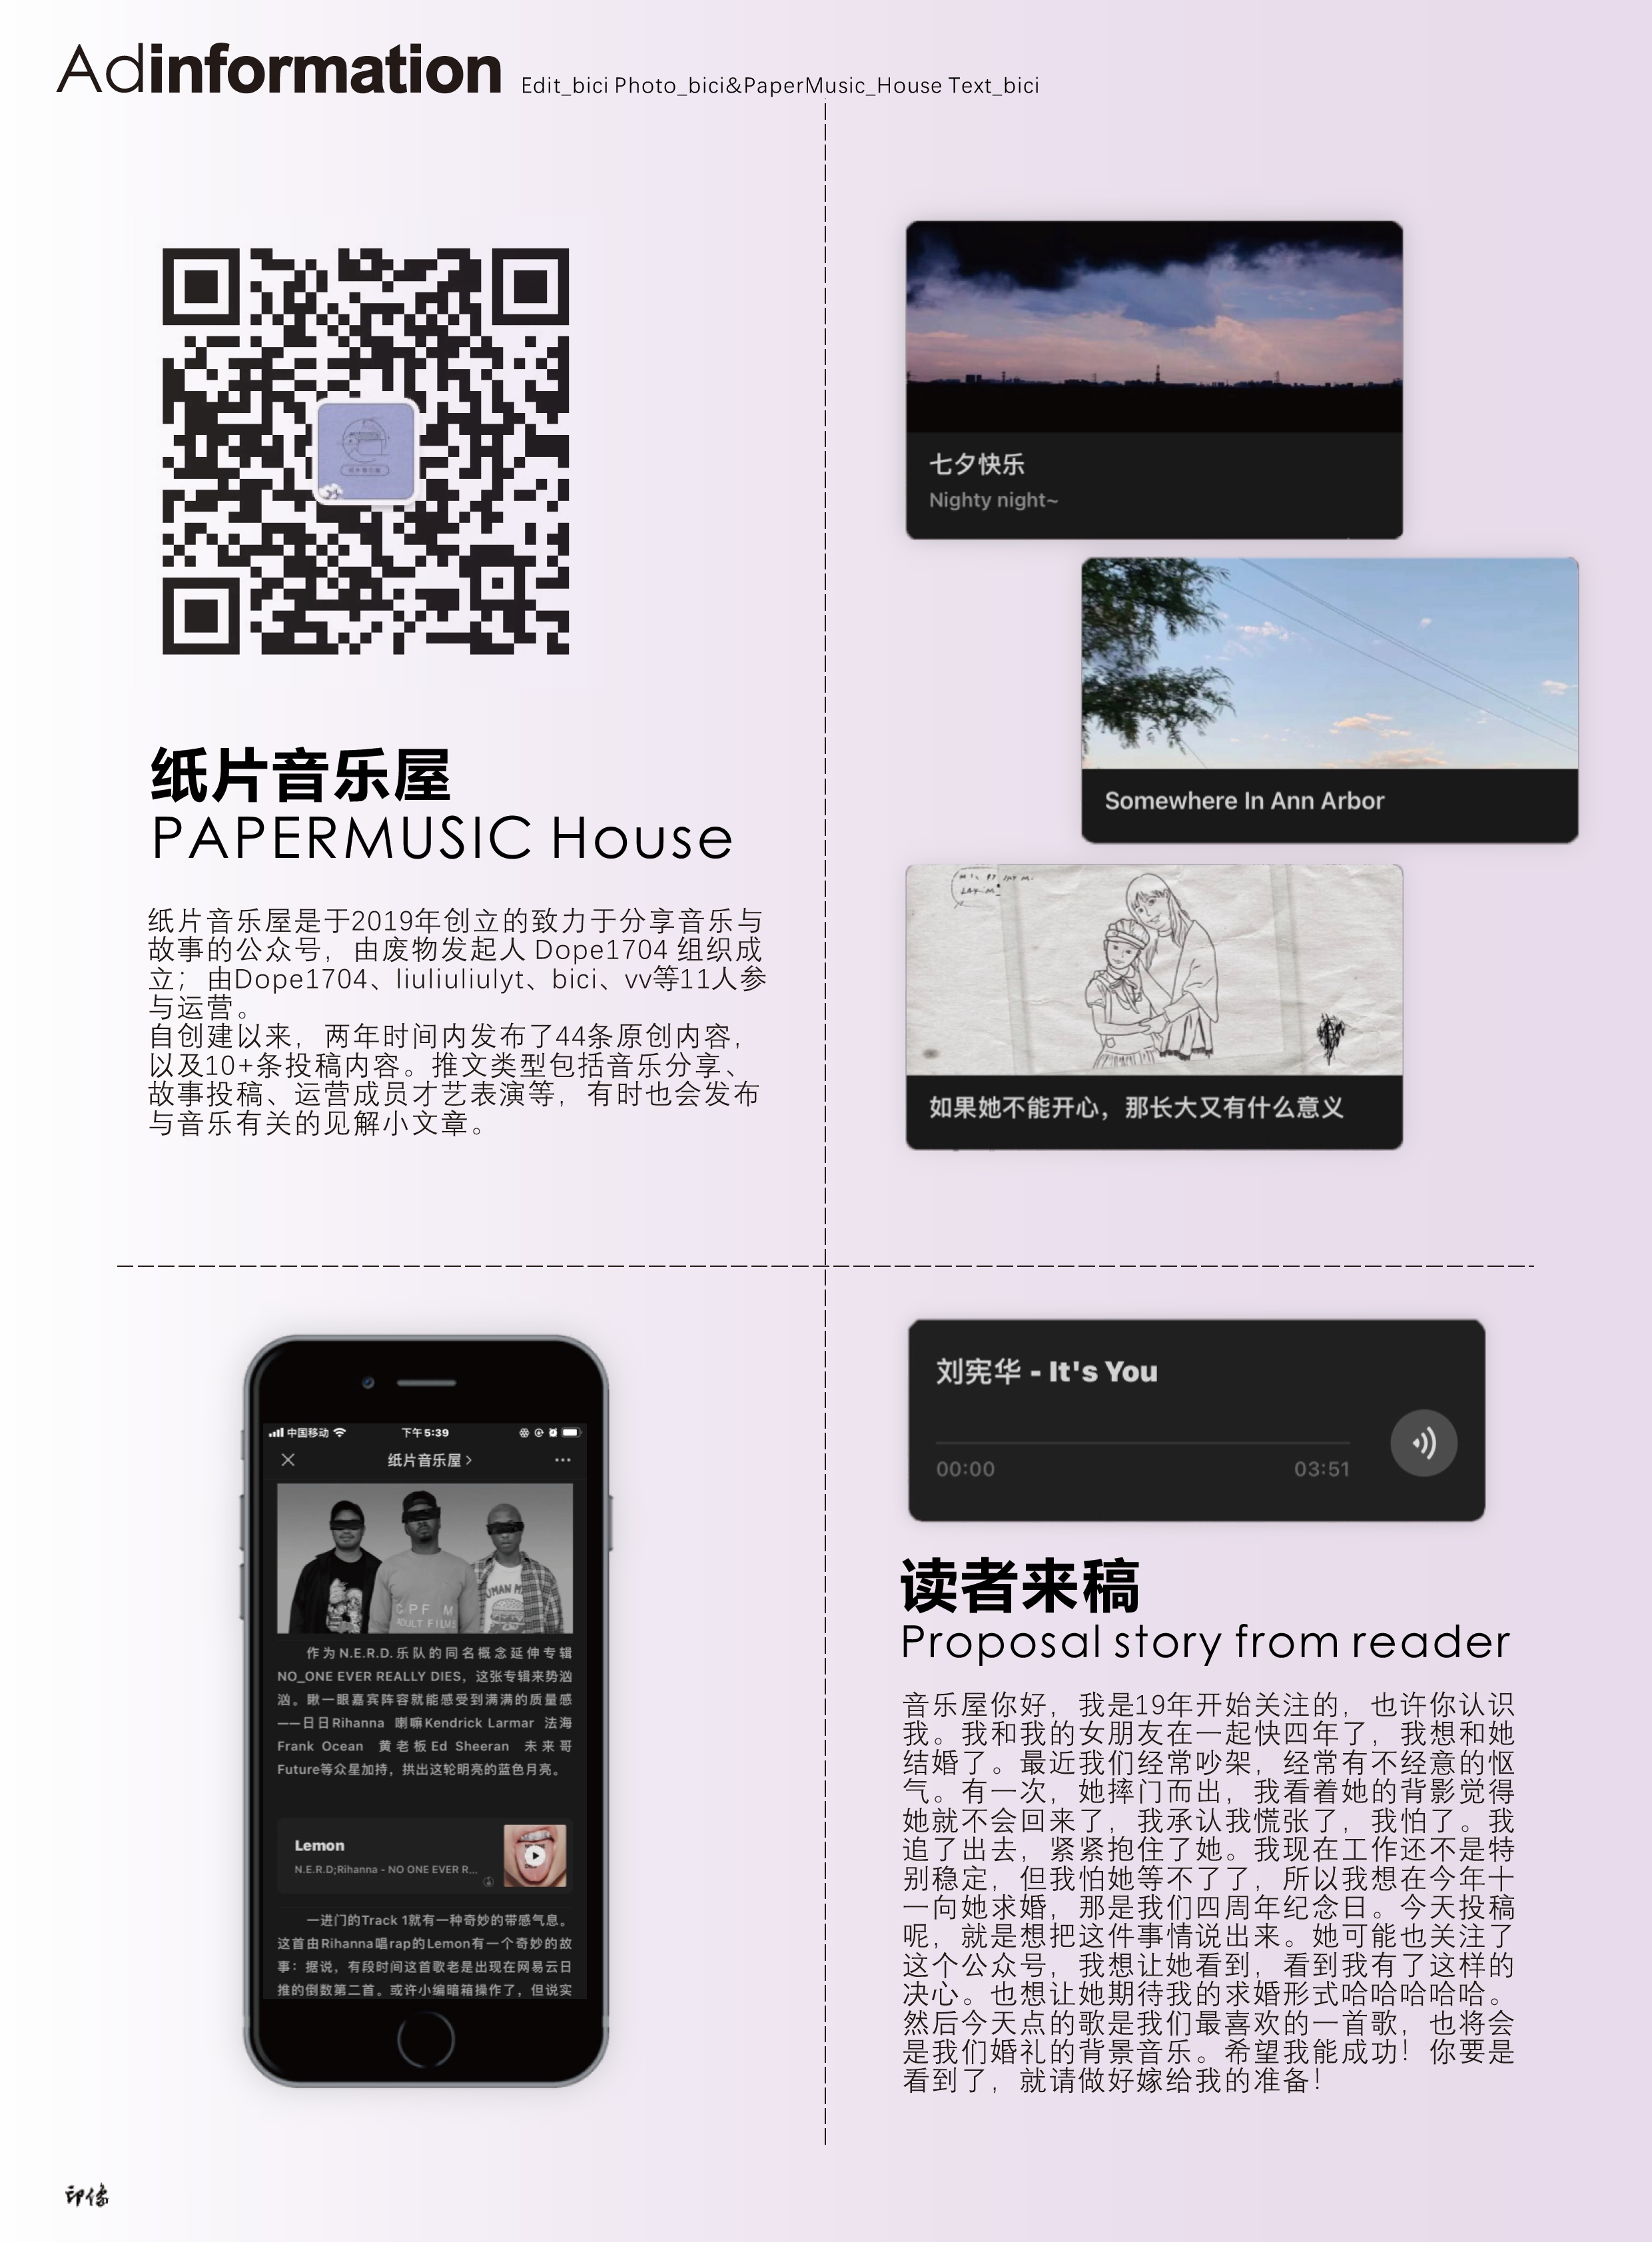 Adinformation Edit_bici Photo_bici&PaperMusic_House Text_bici
纸片音乐屋
PAPERMUSIC House
纸片音乐屋是于2019年创立的致力于分享音乐与
故事的公众号，由废物发起人 Dope1704 组织成
立；由Dope1704、liuliuliulyt、bici、vv等11人参
与运营。
自创建以来，两年时间内发布了44条原创内容，
以及10+条投稿内容。推文类型包括音乐分享、
故事投稿、运营成员才艺表演等，有时也会发布
与音乐有关的见解小文章。
七夕快乐
Nighty night~
Somewhere In Ann Arbor
如果她不能开心，那长大又有什么意义
中国移动 下午5:39
纸片音乐屋
CPF M
ADULT FILMS
作为N.E.R.D.乐队的同名概念延伸专辑
NO_ONE EVER REALLY DIES，这张专辑来势汹
汹。瞅一眼嘉宾阵容就能感受到满满的质量感
——日日Rihanna 喇嘛Kendrick Larmar 法海
Frank Ocean 黄老板Ed Sheeran 未来哥
Future等众星加持，拱出这轮明亮的蓝色月亮。
Lemon
N.E.R.D;Rihanna - NO ONE EVER R...
一进门的Track 1就有一种奇妙的带感气息。
这首由Rihanna唱rap的Lemon有一个奇妙的故
事：据说，有段时间这首歌老是出现在网易云日
推的倒数第二首。或许小编暗箱操作了，但说实
刘宪华 - It's You
00:00 03:51
读者来稿
Proposal story from reader
音乐屋你好，我是19年开始关注的，也许你认识
我。我和我的女朋友在一起快四年了，我想和她
结婚了。最近我们经常吵架，经常有不经意的怄
气。有一次，她摔门而出，我看着她的背影觉得
她就不会回来了，我承认我慌张了，我怕了。我
追了出去，紧紧抱住了她。我现在工作还不是特
别稳定，但我怕她等不了了，所以我想在今年十
一向她求婚，那是我们四周年纪念日。今天投稿
呢，就是想把这件事情说出来。她可能也关注了
这个公众号，我想让她看到，看到我有了这样的
决心。也想让她期待我的求婚形式哈哈哈哈哈。
然后今天点的歌是我们最喜欢的一首歌，也将会
是我们婚礼的背景音乐。希望我能成功！你要是
看到了，就请做好嫁给我的准备！
印像